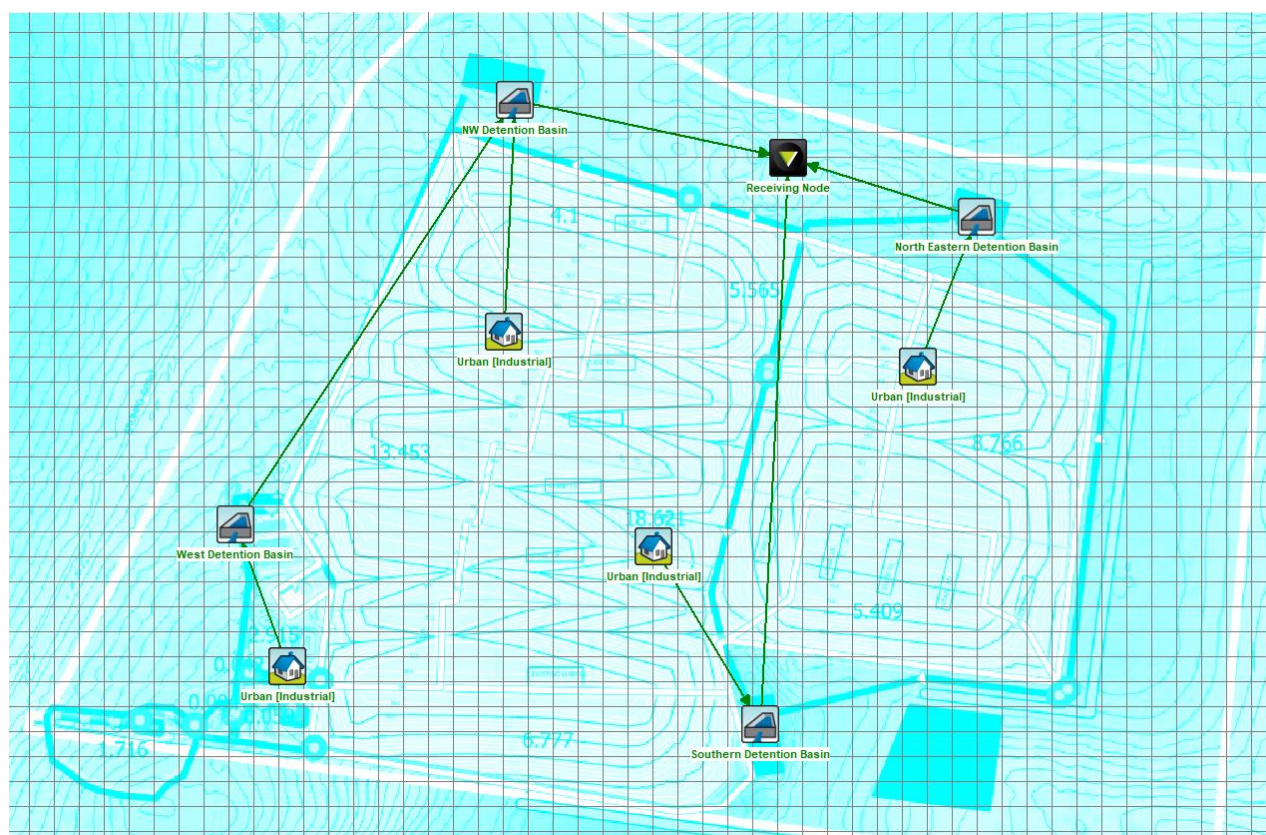 NW Detention Basin
Receiving Node
4.1
North Eastern Detention Basin
5.565
Urban [Industrial]
Urban [Industrial]
13.453
8.766
18.621
West Detention Basin
Urban [Industrial]
5.409
Urban [Industrial]
6.777
1.716
Southern Detention Basin